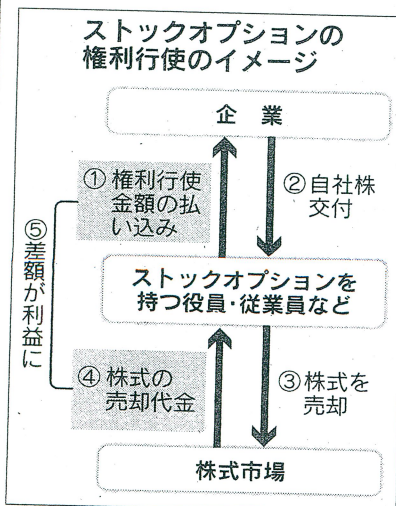 ストックオプションの
権利行使のイメージ
企業
① 権利行使
金額の払
い込み
② 自社株
交付
⑤差額が利益に
ストックオプションを
持つ役員・従業員など
④ 株式の
売却代金
③ 株式を
売却
株式市場